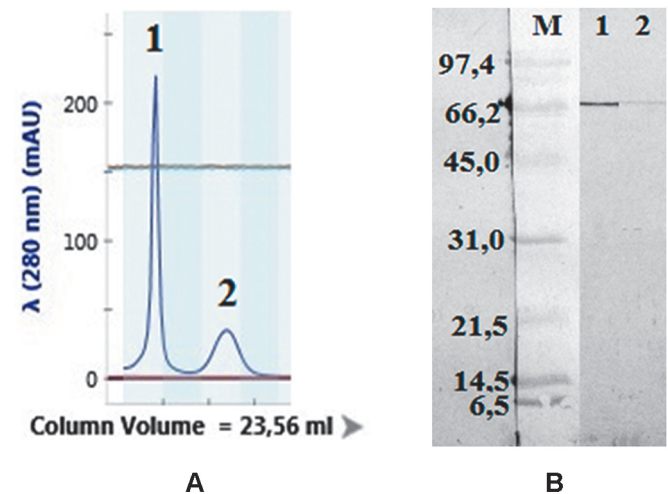 λ (280 nm) (mAU)
200
100
0
1
2
Column Volume = 23,56 ml
A
M 1 2
97,4
66,2
45,0
31,0
21,5
14,5
6,5
B